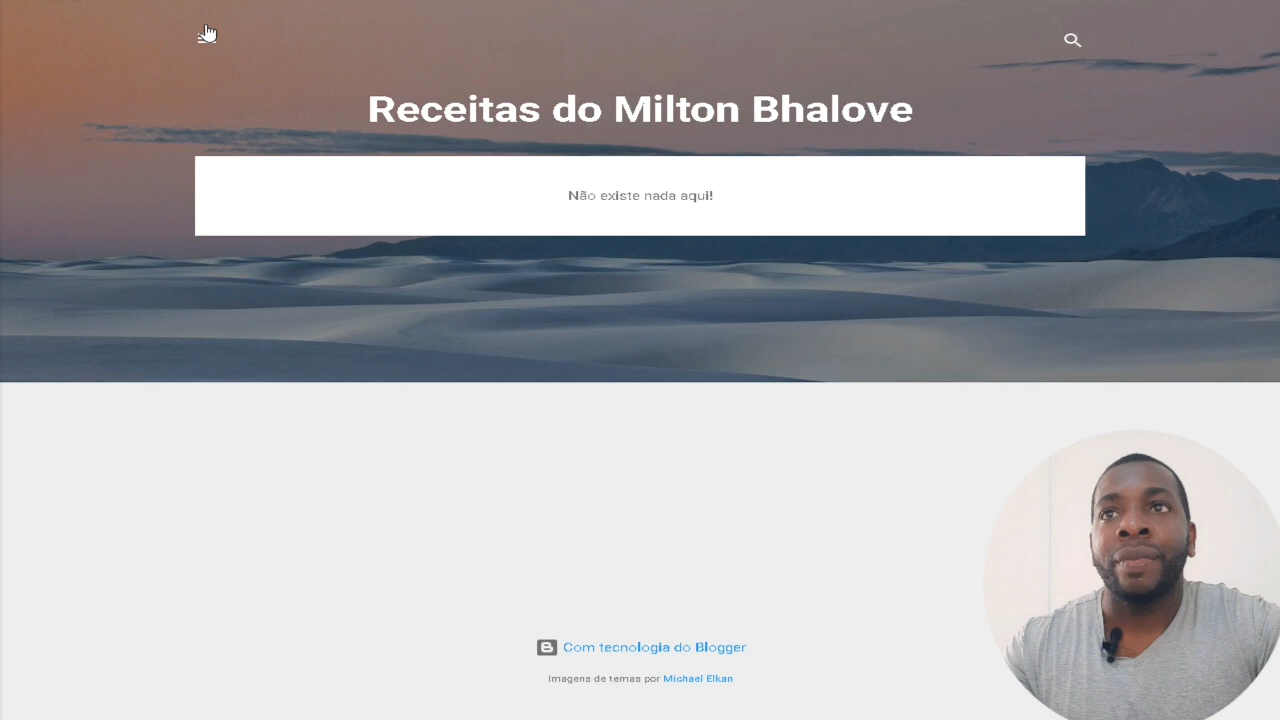 Receitas do Milton Bhalove
Não existe nada aqui!
Com tecnologia do Blogger
Imagens de temas por Michael Elkan